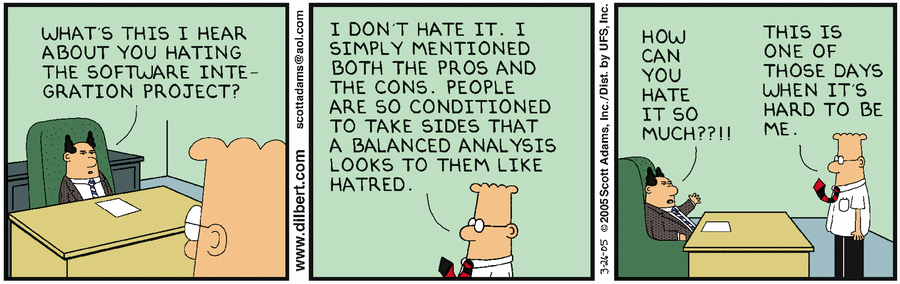 WHAT'S THIS I HEAR
ABOUT YOU HATING
THE SOFTWARE INTE-
GRATION PROJECT?
www.dilbert.com
scottadams@aol.com
I DON'T HATE IT. I
SIMPLY MENTIONED
BOTH THE PROS AND
THE CONS. PEOPLE
ARE SO CONDITIONED
TO TAKE SIDES THAT
A BALANCED ANALYSIS
LOOKS TO THEM LIKE
HATRED.
3-26-05 ©2005 Scott Adams, Inc./Dist. by UFS, Inc.
HOW
CAN
YOU
HATE
IT SO
MUCH??!!
THIS IS
ONE OF
THOSE DAYS
WHEN IT'S
HARD TO BE
ME.